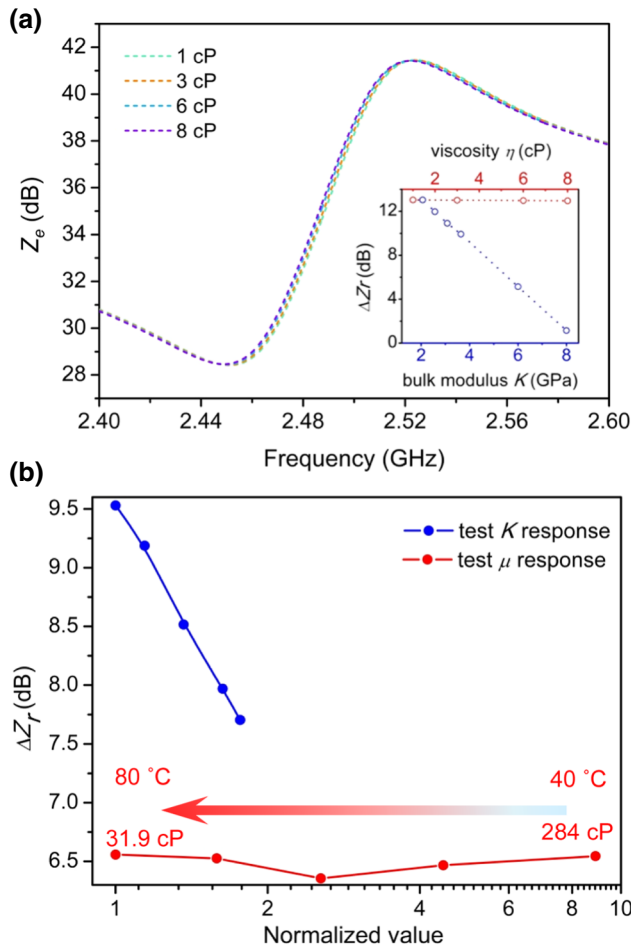 (a)
1 cP
3 cP
6 cP
8 cP
Z_e (dB)
42
40
38
36
34
32
30
28
2.40
2.44
2.48
2.52
2.56
2.60
Frequency (GHz)
viscosity η (cP)
2
4
6
8
ΔZr (dB)
12
9
6
3
0
2
4
6
8
bulk modulus K (GPa)
(b)
test K response
test μ response
ΔZ_r (dB)
9.5
9.0
8.5
8.0
7.5
7.0
6.5
80 °C
40 °C
31.9 cP
284 cP
1
2
4
6
8
10
Normalized value